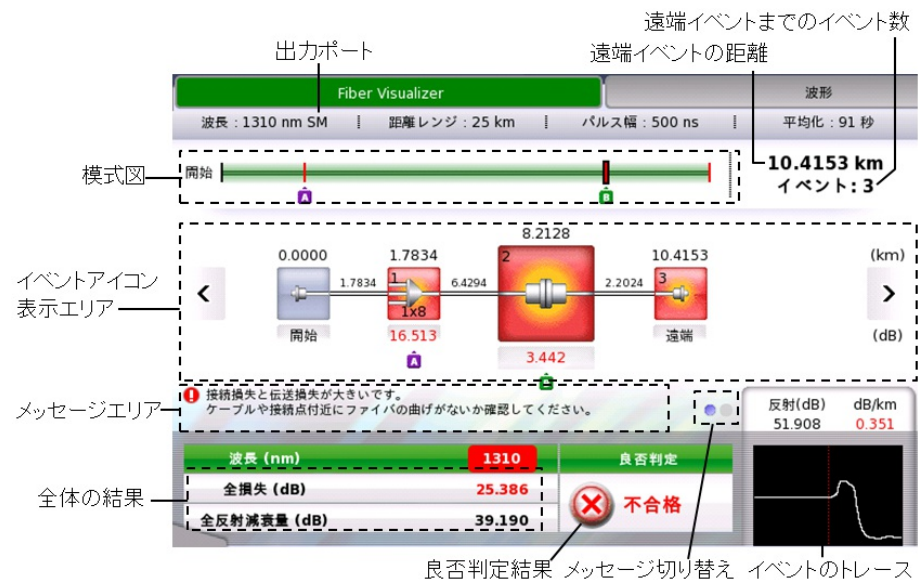 遠端イベントまでのイベント数
出力ポート
遠端イベントの距離
Fiber Visualizer
波形
波長：1310 nm SM
距離レンジ：25 km
パルス幅：500 ns
平均化：91 秒
模式図
開始
A
B
10.4153 km
イベント: 3
イベントアイコン
表示エリア
8.2128
0.0000
1.7834
10.4153
(km)
1
2
3
1.7834
6.4294
2.2024
1x8
開始
16.513
遠端
(dB)
A
3.442
B
メッセージエリア
接続損失と伝送損失が大きいです。
ケーブルや接続点付近にファイバの曲げがないか確認してください。
反射(dB)
dB/km
51.908
0.351
波長 (nm)
1310
良否判定
全体の結果
全損失 (dB)
25.386
不合格
全反射減衰量 (dB)
39.190
良否判定結果
メッセージ切り替え
イベントのトレース